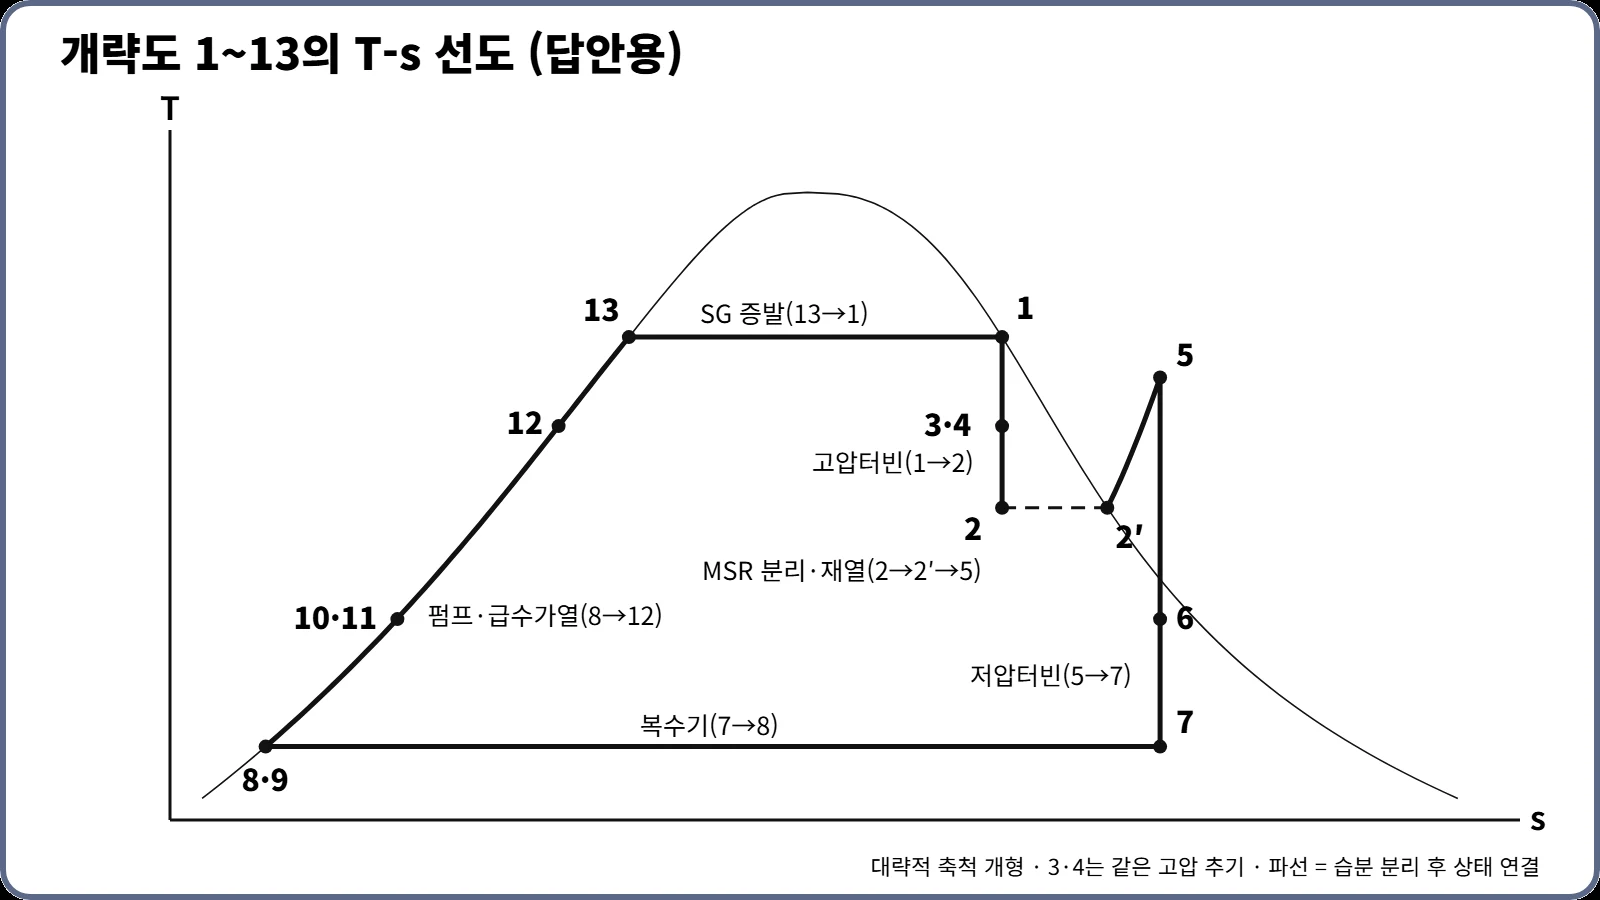 개략도 1~13의 T-s 선도 (답안용)
T
13
SG 증발(13→1)
1
5
12
3·4
고압터빈(1→2)
2
2′
MSR 분리·재열(2→2′→5)
10·11
펌프·급수가열(8→12)
6
저압터빈(5→7)
복수기(7→8)
7
8·9
s
대략적 축척 개형 · 3·4는 같은 고압 추기 · 파선 = 습분 분리 후 상태 연결